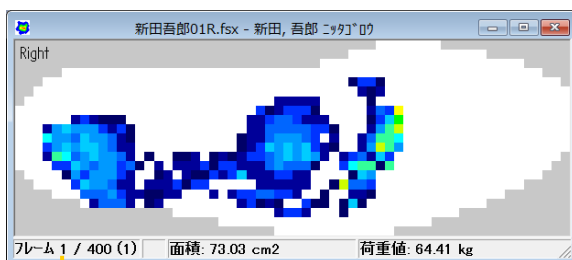 新田吾郎01R.fsx - 新田, 吾郎 ﾆｯﾀｺﾞﾛｳ
Right
フレーム 1 / 400 (1) 面積: 73.03 cm2 荷重値: 64.41 kg